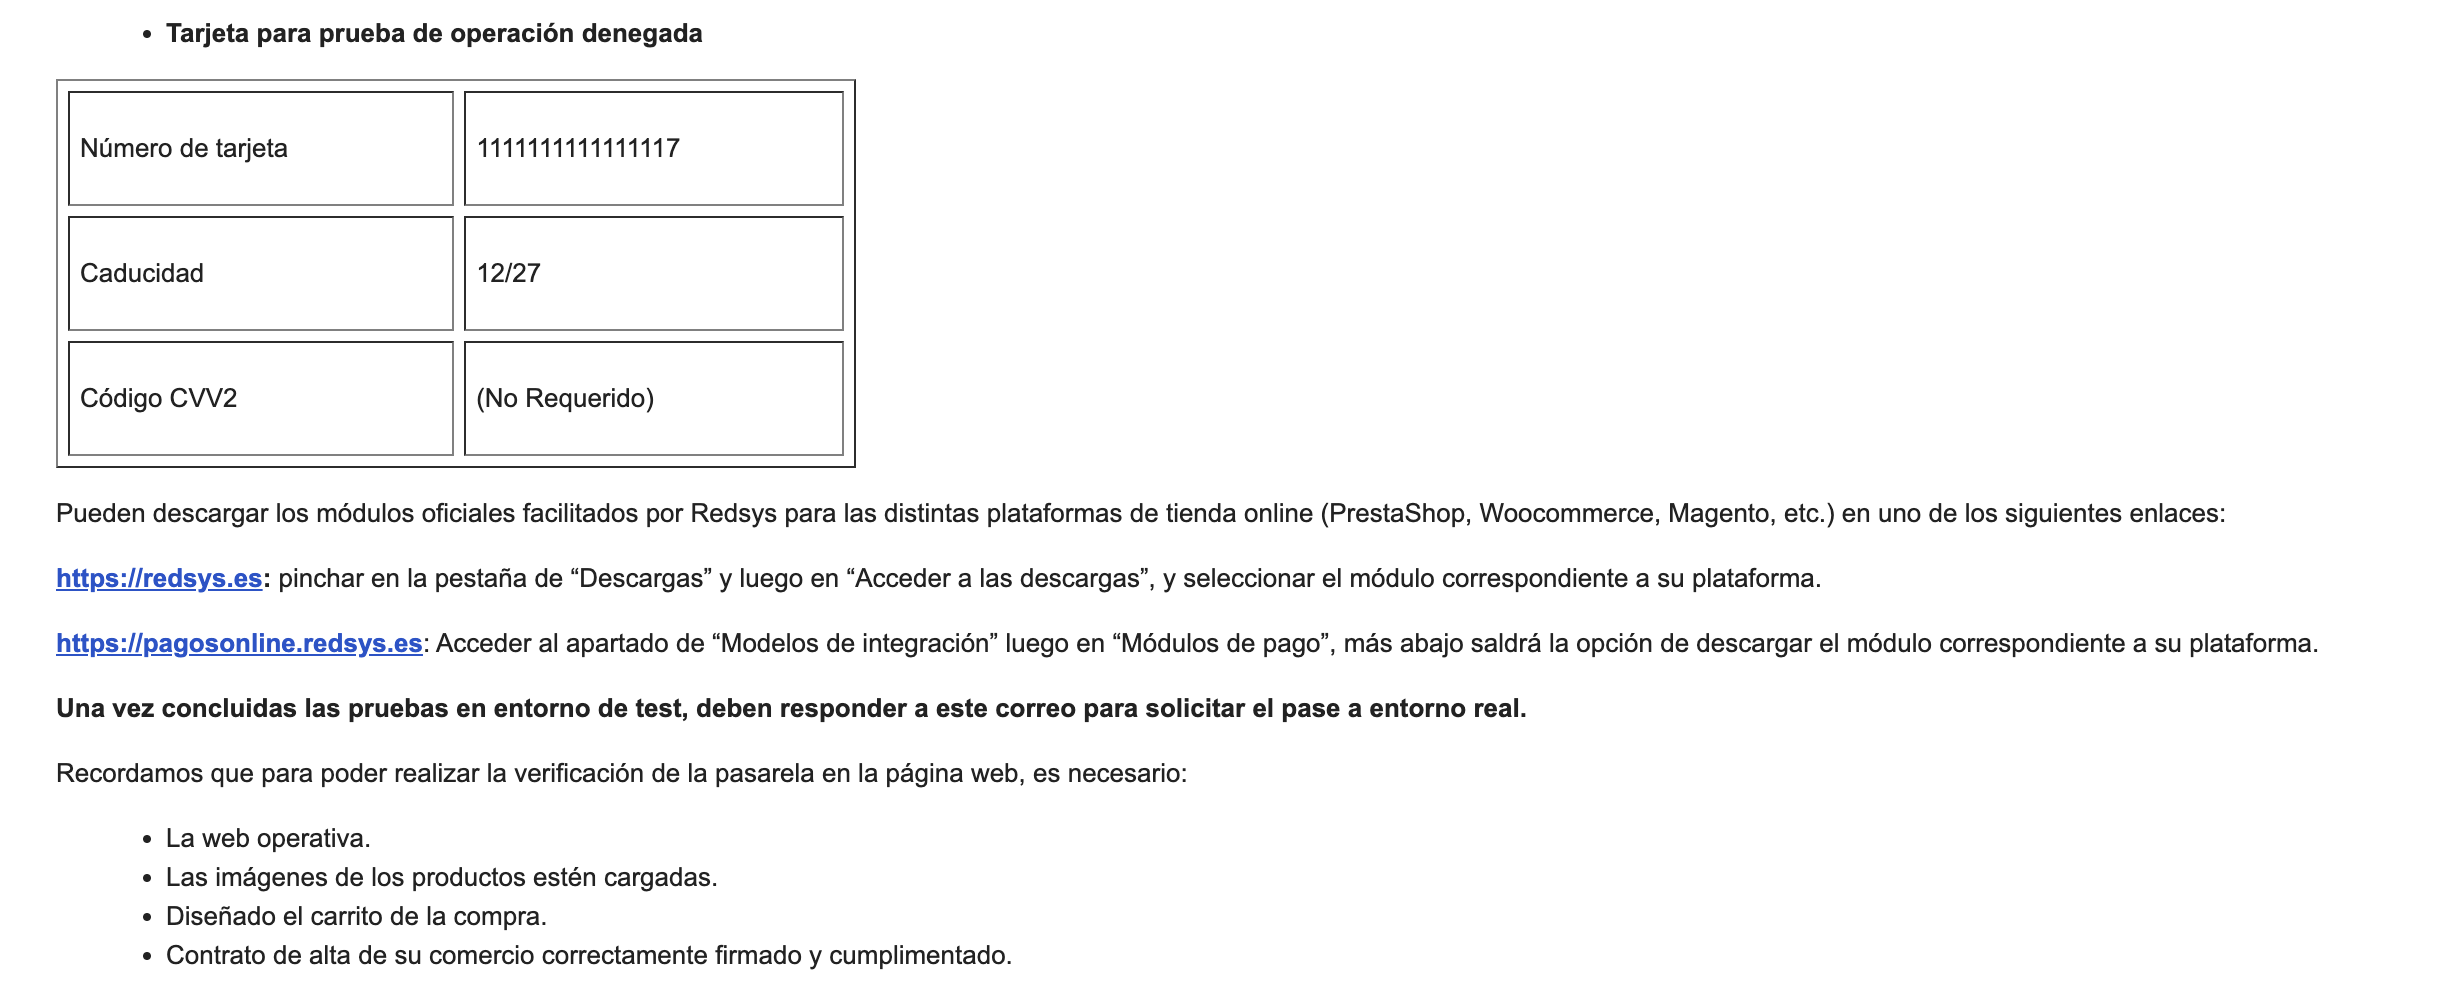 • Tarjeta para prueba de operación denegada
Número de tarjeta 1111111111111117
Caducidad 12/27
Código CVV2 (No Requerido)
Pueden descargar los módulos oficiales facilitados por Redsys para las distintas plataformas de tienda online (PrestaShop, Woocommerce, Magento, etc.) en uno de los siguientes enlaces:
https://redsys.es: pinchar en la pestaña de “Descargas” y luego en “Acceder a las descargas”, y seleccionar el módulo correspondiente a su plataforma.
https://pagosonline.redsys.es: Acceder al apartado de “Modelos de integración” luego en “Módulos de pago”, más abajo saldrá la opción de descargar el módulo correspondiente a su plataforma.
Una vez concluidas las pruebas en entorno de test, deben responder a este correo para solicitar el pase a entorno real.
Recordamos que para poder realizar la verificación de la pasarela en la página web, es necesario:
• La web operativa.
• Las imágenes de los productos estén cargadas.
• Diseñado el carrito de la compra.
• Contrato de alta de su comercio correctamente firmado y cumplimentado.